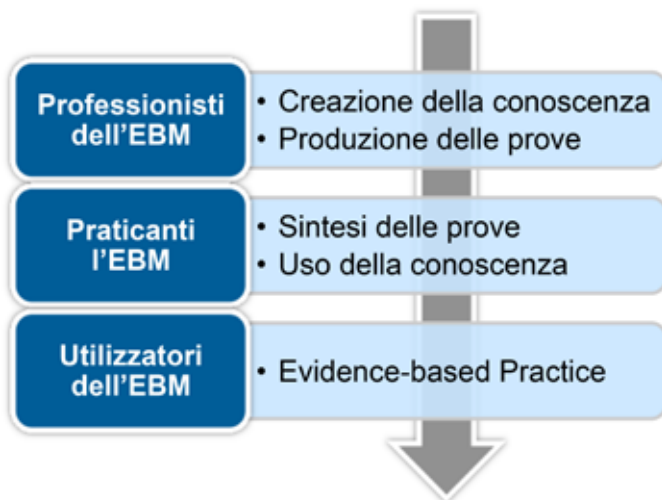 Professionisti
dell'EBM
• Creazione della conoscenza
• Produzione delle prove
Praticanti
l'EBM
• Sintesi delle prove
• Uso della conoscenza
Utilizzatori
dell'EBM
• Evidence-based Practice